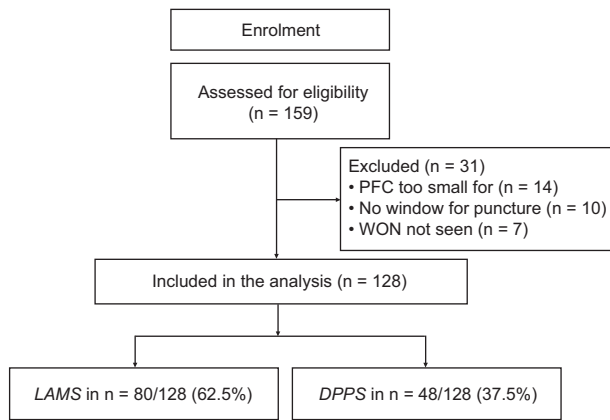 Enrolment
Assessed for eligibility
(n = 159)
Excluded (n = 31)
• PFC too small for (n = 14)
• No window for puncture (n = 10)
• WON not seen (n = 7)
Included in the analysis (n = 128)
LAMS in n = 80/128 (62.5%)
DPPS in n = 48/128 (37.5%)